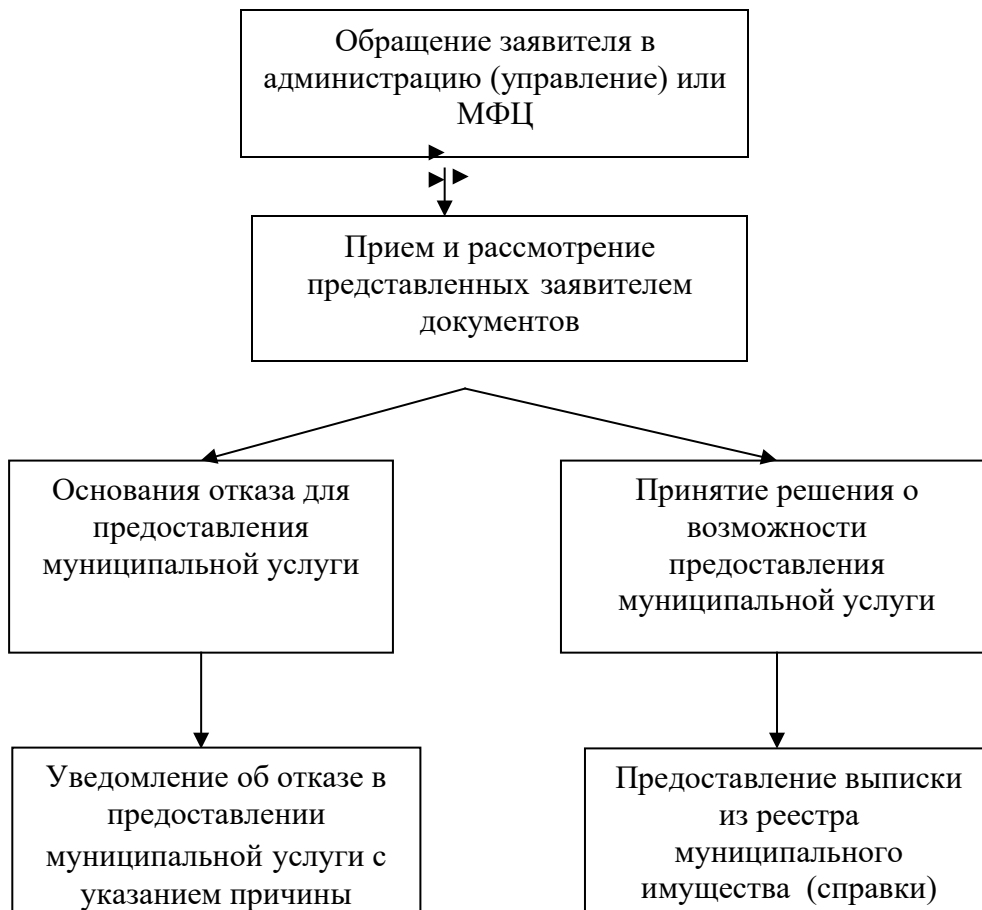 Обращение заявителя в
администрацию (управление) или
МФЦ
Прием и рассмотрение
представленных заявителем
документов
Основания отказа для
предоставления
муниципальной услуги
Принятие решения о
возможности
предоставления
муниципальной услуги
Уведомление об отказе в
предоставлении
муниципальной услуги с
указанием причины
Предоставление выписки
из реестра
муниципального
имущества (справки)